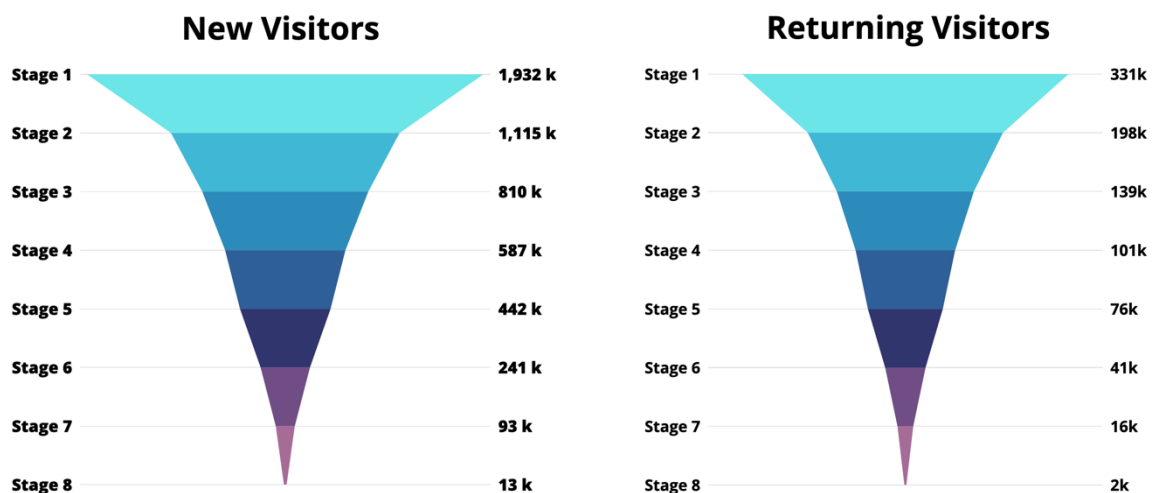 New Visitors
Stage 1 1,932 k
Stage 2 1,115 k
Stage 3 810 k
Stage 4 587 k
Stage 5 442 k
Stage 6 241 k
Stage 7 93 k
Stage 8 13 k
Returning Visitors
Stage 1 331k
Stage 2 198k
Stage 3 139k
Stage 4 101k
Stage 5 76k
Stage 6 41k
Stage 7 16k
Stage 8 2k